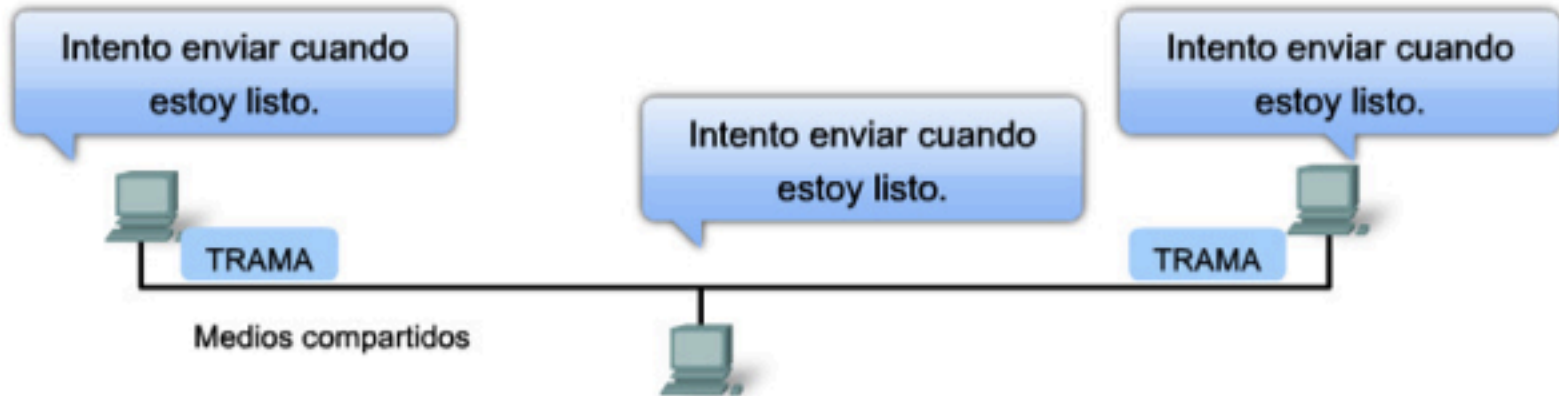 Intento enviar cuando
estoy listo.
Intento enviar cuando
estoy listo.
Intento enviar cuando
estoy listo.
TRAMA
TRAMA
Medios compartidos